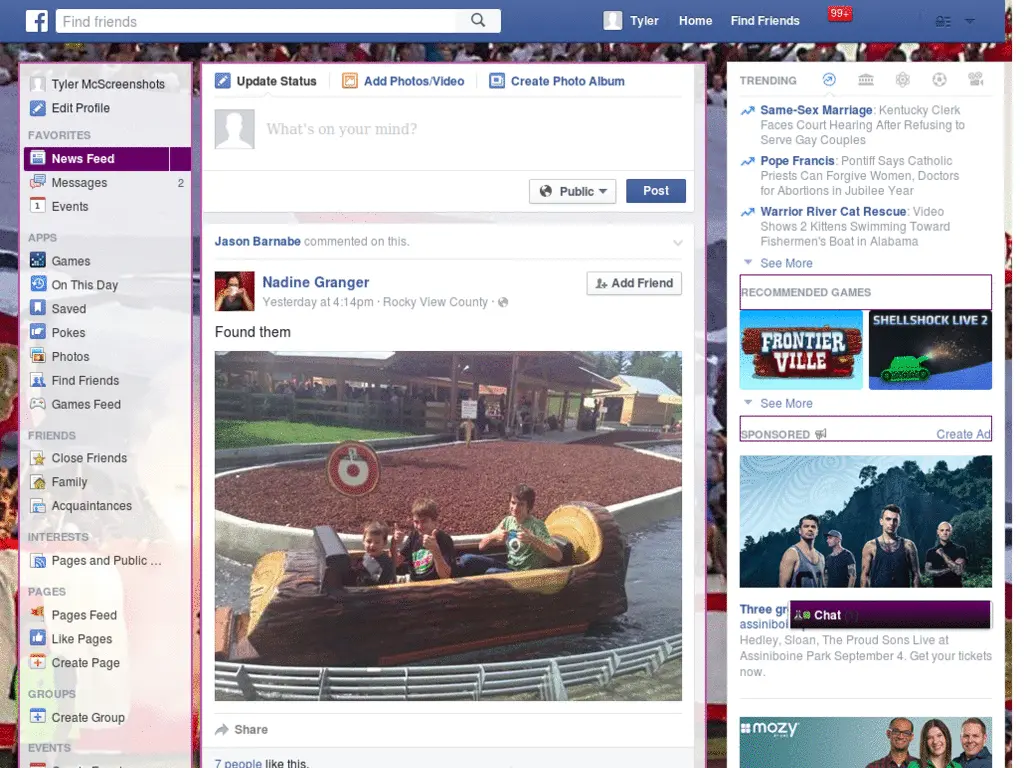 Find friends
Tyler
Home
Find Friends
99+
Tyler McScreenshots
Edit Profile
FAVORITES
News Feed
Messages 2
Events
APPS
Games
On This Day
Saved
Pokes
Photos
Find Friends
Games Feed
FRIENDS
Close Friends
Family
Acquaintances
INTERESTS
Pages and Public ...
PAGES
Pages Feed
Like Pages
Create Page
GROUPS
Create Group
EVENTS
Update Status
Add Photos/Video
Create Photo Album
What's on your mind?
Public
Post
Jason Barnabe commented on this.
Nadine Granger
Add Friend
Yesterday at 4:14pm · Rocky View County ·
Found them
Share
7 people like this.
TRENDING
Same-Sex Marriage: Kentucky Clerk
Faces Court Hearing After Refusing to
Serve Gay Couples
Pope Francis: Pontiff Says Catholic
Priests Can Forgive Women, Doctors
for Abortions in Jubilee Year
Warrior River Cat Rescue: Video
Shows 2 Kittens Swimming Toward
Fishermen's Boat in Alabama
See More
RECOMMENDED GAMES
FRONTIER
VILLE
SHELLSHOCK LIVE 2
See More
SPONSORED
Create Ad
Three gr
assiniboi
Chat
Hedley, Sloan, The Proud Sons Live at
Assiniboine Park September 4. Get your tickets
now.
mozy